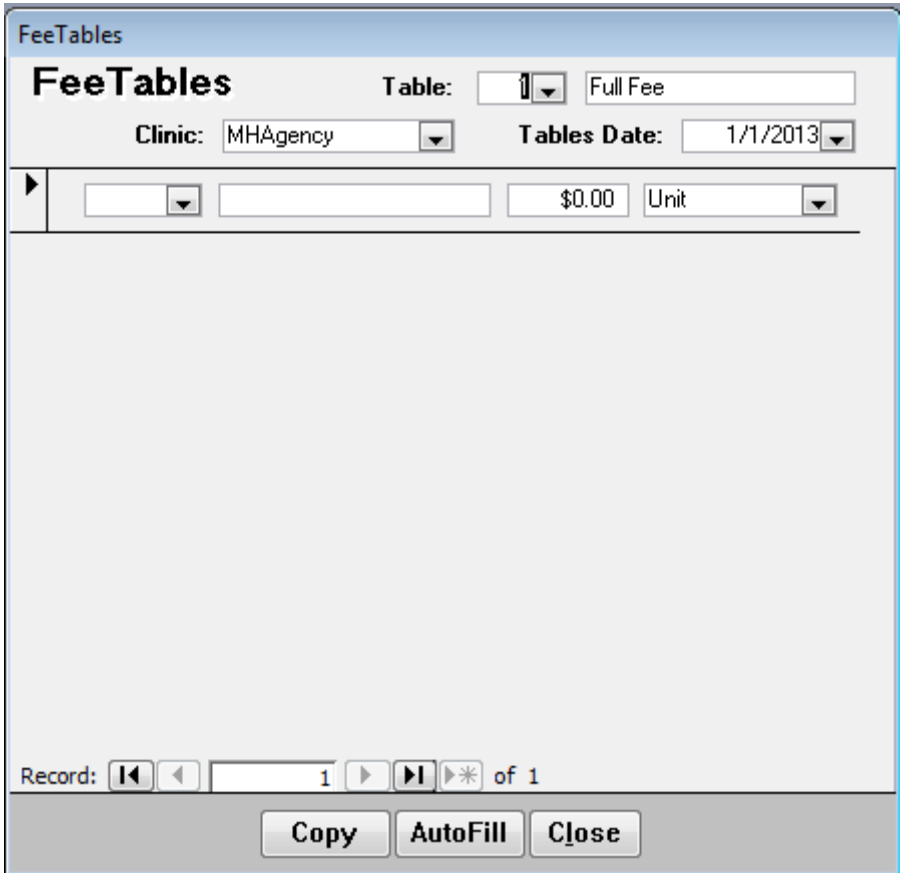 FeeTables
FeeTables Table: 1 Full Fee
Clinic: MHAgency Tables Date: 1/1/2013
$0.00 Unit
Record: 1 of 1
Copy AutoFill Close